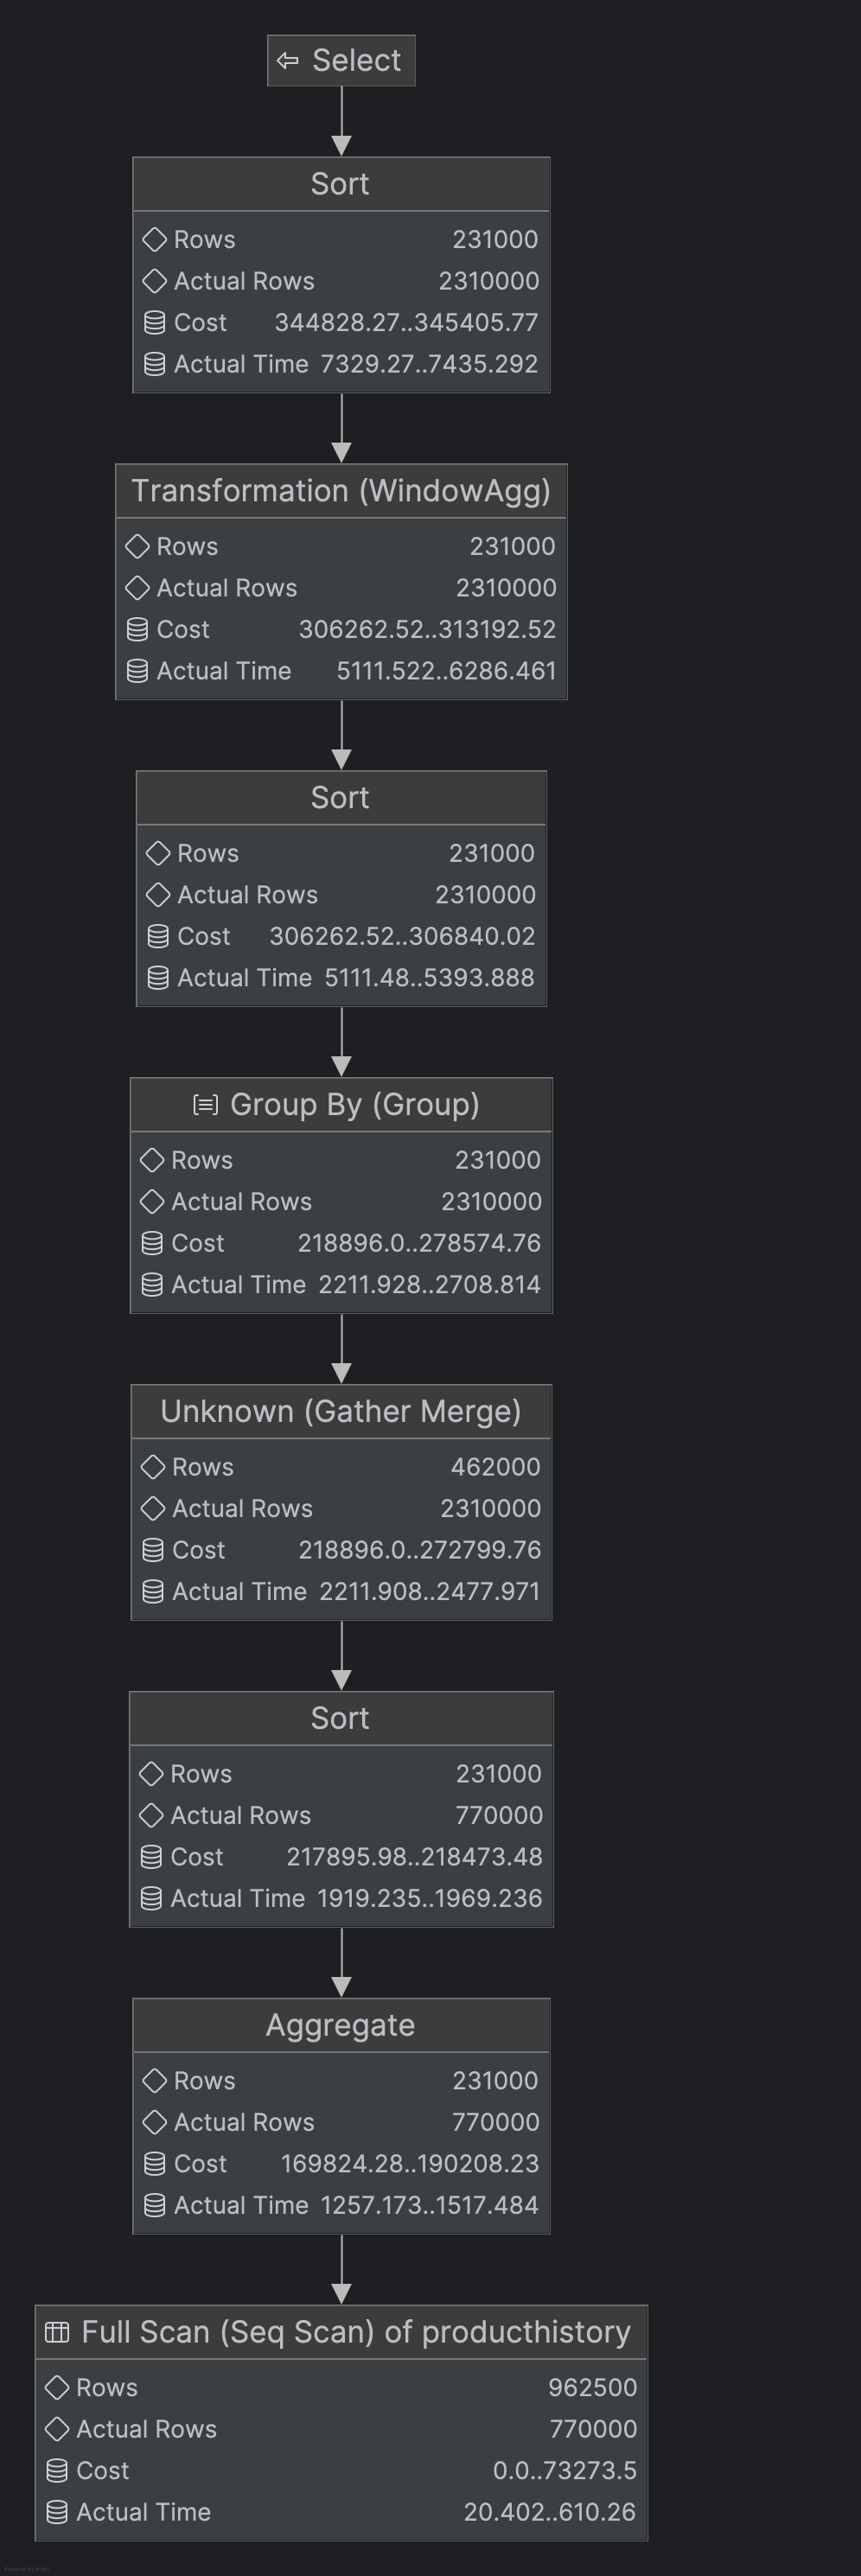 Select
Sort
Rows 231000
Actual Rows 2310000
Cost 344828.27..345405.77
Actual Time 7329.27..7435.292
Transformation (WindowAgg)
Rows 231000
Actual Rows 2310000
Cost 306262.52..313192.52
Actual Time 5111.522..6286.461
Sort
Rows 231000
Actual Rows 2310000
Cost 306262.52..306840.02
Actual Time 5111.48..5393.888
Group By (Group)
Rows 231000
Actual Rows 2310000
Cost 218896.0..278574.76
Actual Time 2211.928..2708.814
Unknown (Gather Merge)
Rows 462000
Actual Rows 2310000
Cost 218896.0..272799.76
Actual Time 2211.908..2477.971
Sort
Rows 231000
Actual Rows 770000
Cost 217895.98..218473.48
Actual Time 1919.235..1969.236
Aggregate
Rows 231000
Actual Rows 770000
Cost 169824.28..190208.23
Actual Time 1257.173..1517.484
Full Scan (Seq Scan) of producthistory
Rows 962500
Actual Rows 770000
Cost 0.0..73273.5
Actual Time 20.402..610.26
Powered by yFiles